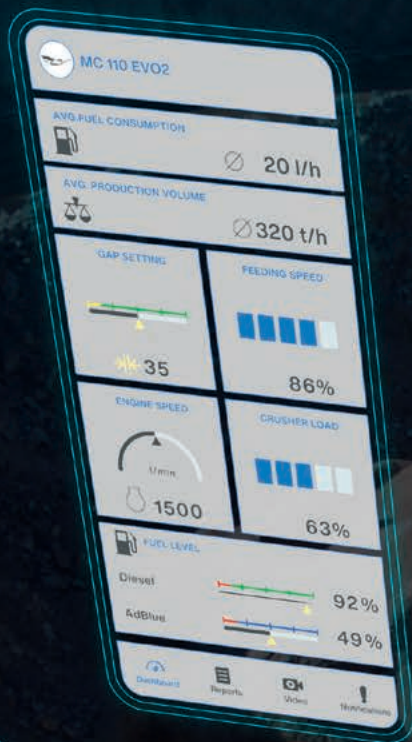 MC 110 EVO2
AVG.FUEL CONSUMPTION
Ø 20 l/h
AVG. PRODUCTION VOLUME
Ø 320 t/h
GAP SETTING
35
FEEDING SPEED
86%
ENGINE SPEED
1/min
1500
CRUSHER LOAD
63%
FUEL LEVEL
Diesel
92%
AdBlue
49%
Dashboard
Reports
Video
Notifications